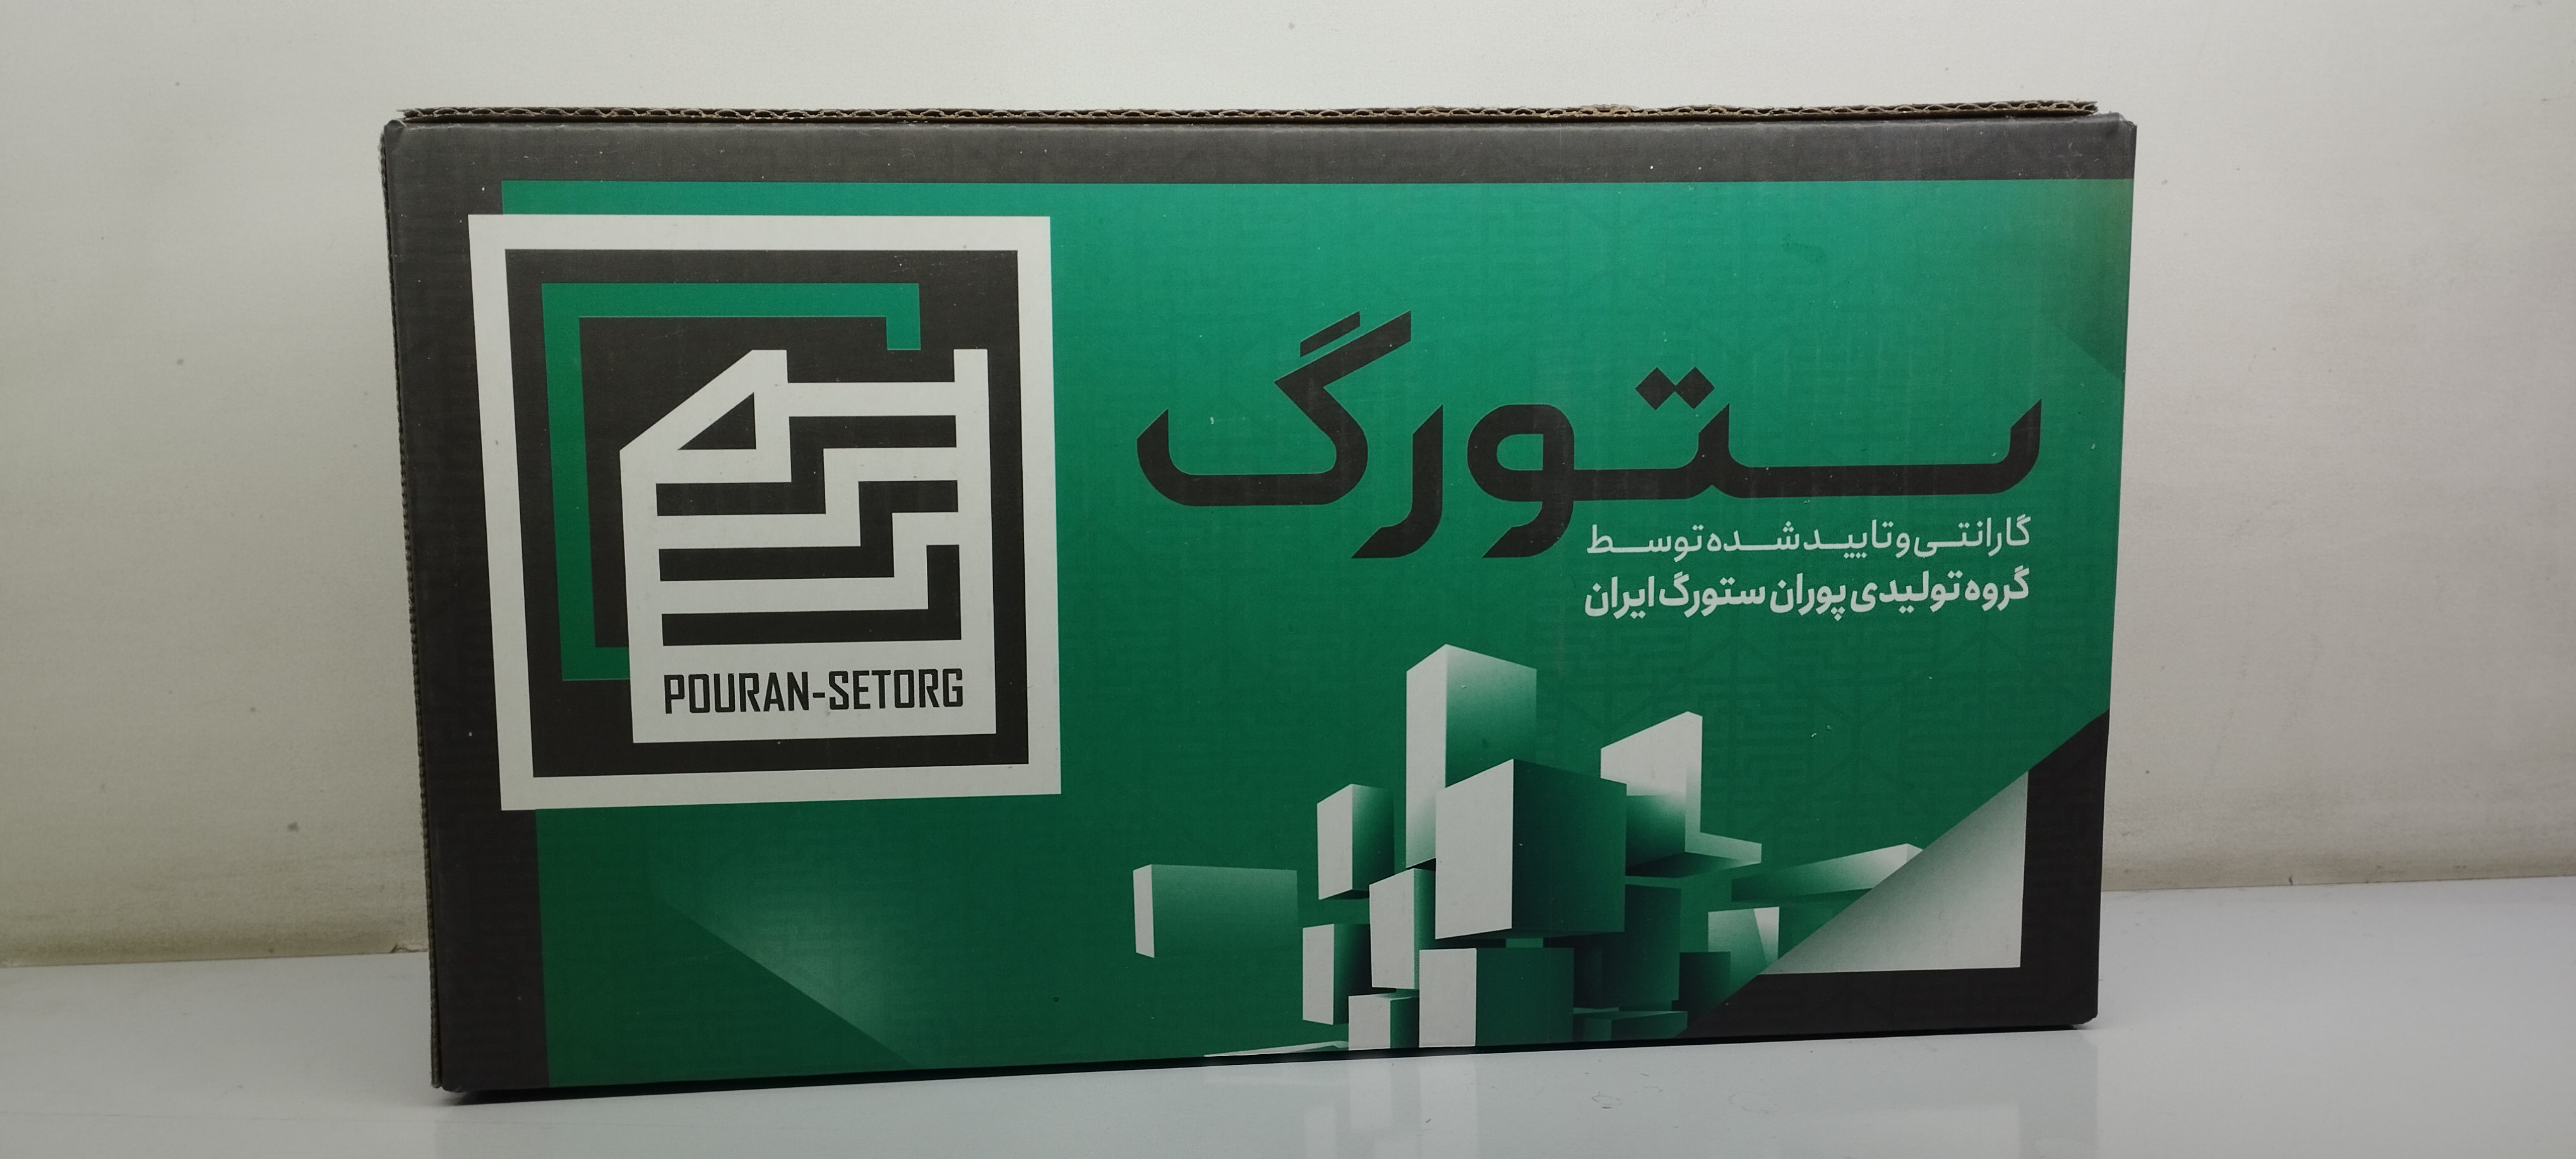 POURAN-SETORG
ستورگ
گارانتی و تایید شده توسط
گروه تولیدی پوران ستورگ ایران